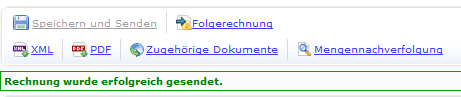 Speichern und Senden Folgerechnung
XML PDF Zugehörige Dokumente Mengennachverfolgung
Rechnung wurde erfolgreich gesendet.